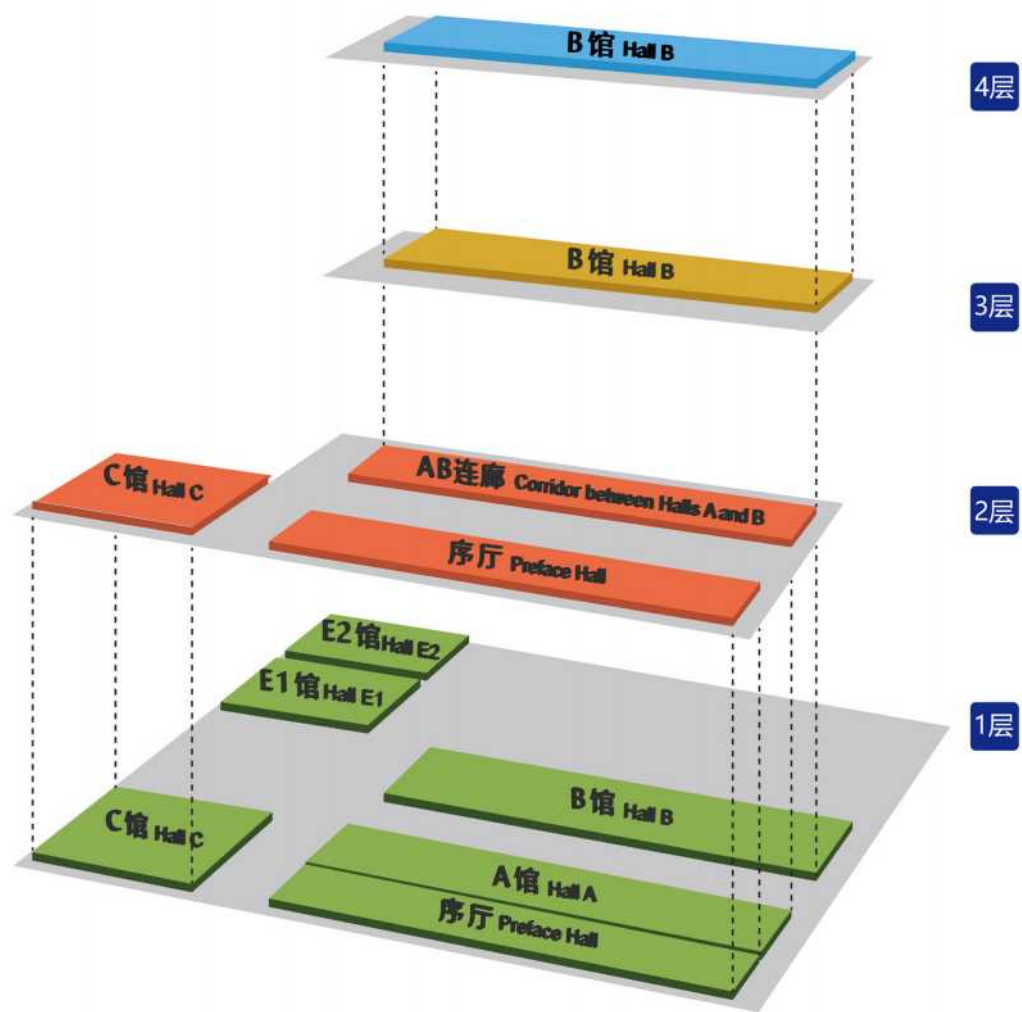 B馆 Hall B
4层
B馆 Hall B
3层
C馆 Hall C
AB连廊 Corridor between Halls A and B
2层
序厅 Preface Hall
E2馆 Hall E2
E1馆 Hall E1
1层
B馆 Hall B
C馆 Hall C
A馆 Hall A
序厅 Preface Hall